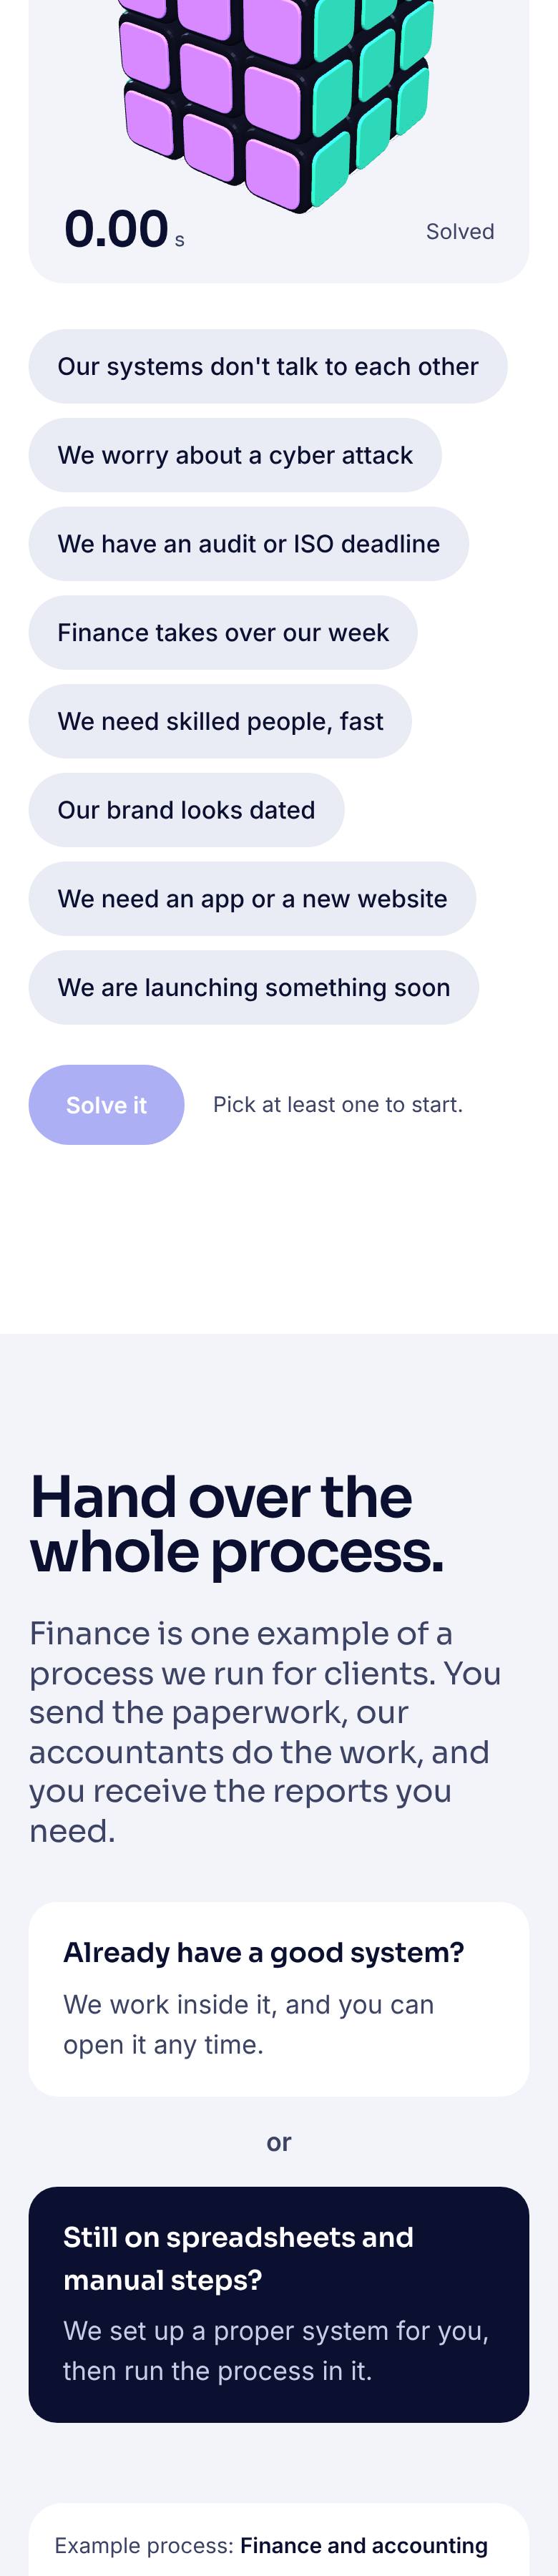 0.00 s
Solved
Our systems don't talk to each other
We worry about a cyber attack
We have an audit or ISO deadline
Finance takes over our week
We need skilled people, fast
Our brand looks dated
We need an app or a new website
We are launching something soon
Solve it
Pick at least one to start.
Hand over the
whole process.
Finance is one example of a
process we run for clients. You
send the paperwork, our
accountants do the work, and
you receive the reports you
need.
Already have a good system?
We work inside it, and you can
open it any time.
or
Still on spreadsheets and
manual steps?
We set up a proper system for you,
then run the process in it.
Example process: Finance and accounting